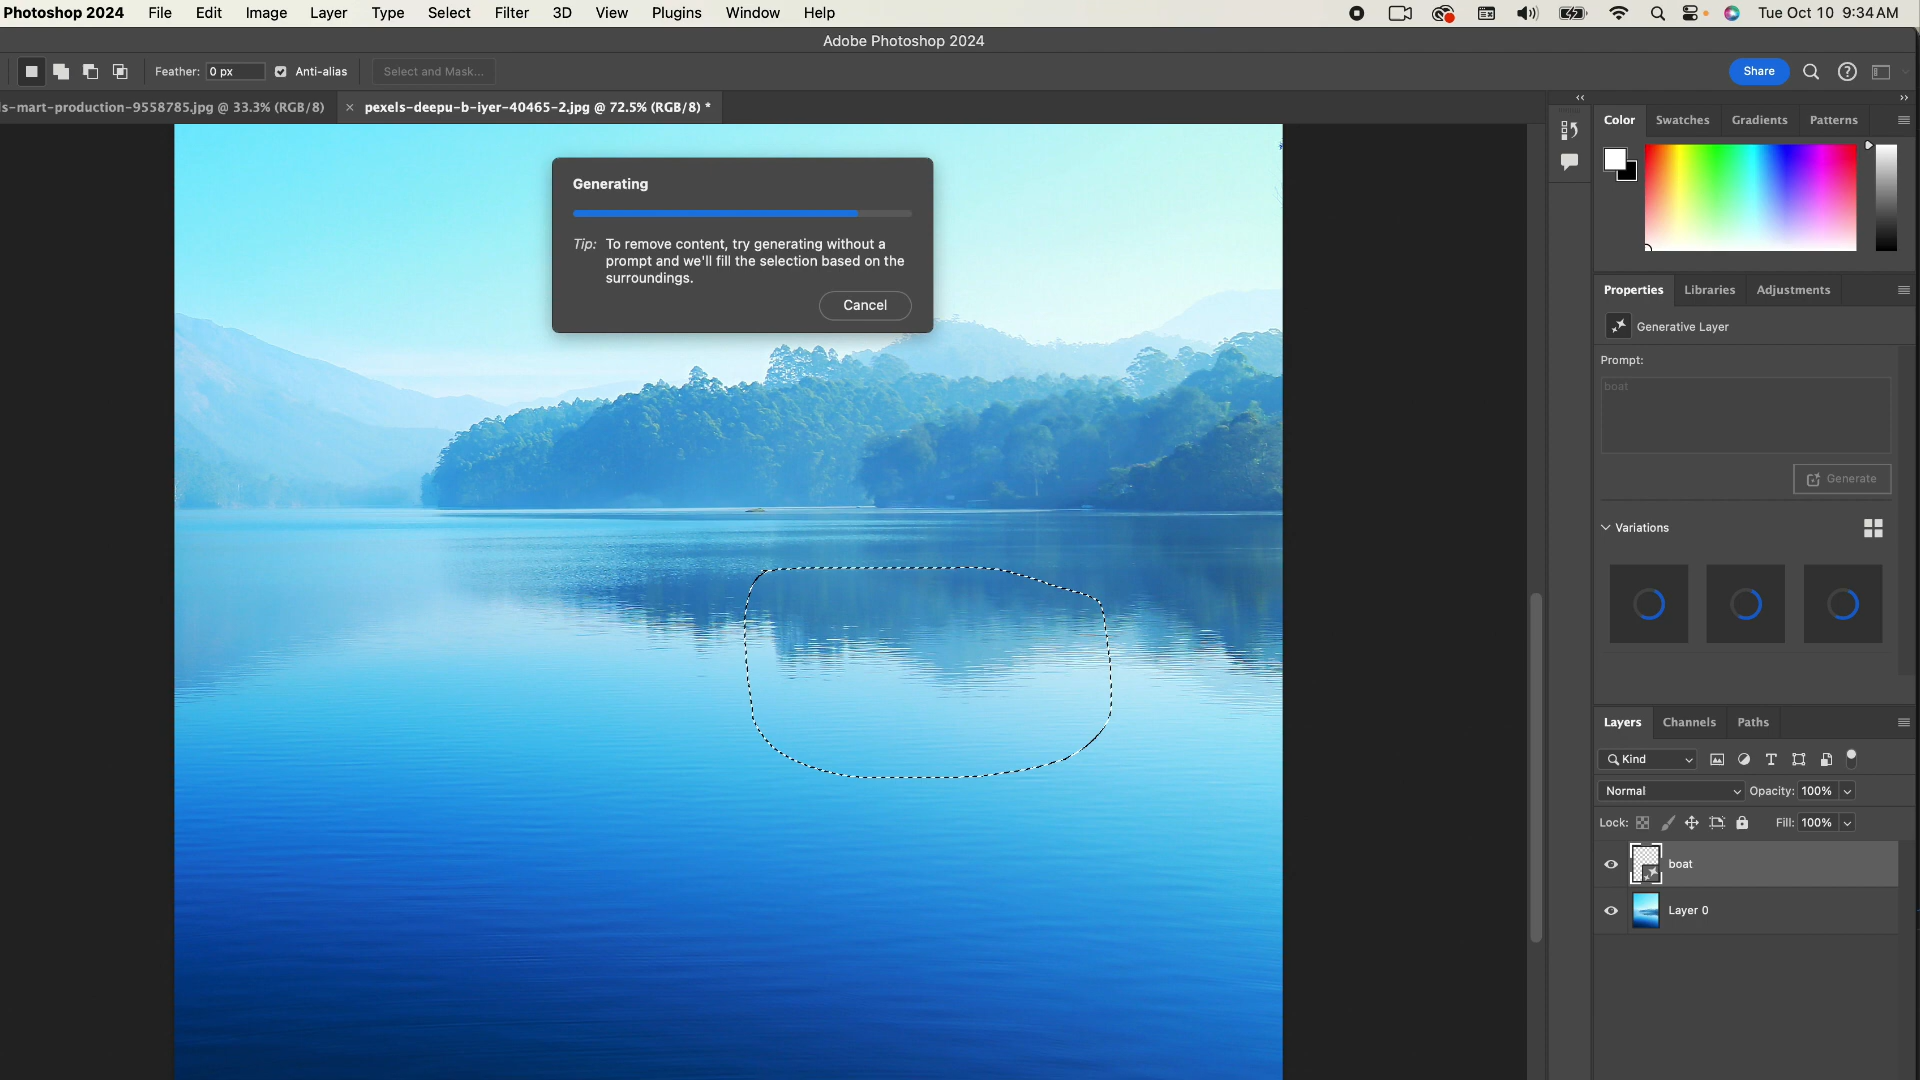 Photoshop 2024 File Edit Image Layer Type Select Filter 3D View Plugins Window Help Tue Oct 10 9:34 AM
Adobe Photoshop 2024
Feather: 0 px Anti-alias Select and Mask... Share
ls-mart-production-9558785.jpg @ 33.3% (RGB/8) × pexels-deepu-b-iyer-40465-2.jpg @ 72.5% (RGB/8) *
Color Swatches Gradients Patterns
Generating
Tip: To remove content, try generating without a
prompt and we'll fill the selection based on the
surroundings.
Cancel
Properties Libraries Adjustments
Generative Layer
Prompt:
boat
Generate
Variations
Layers Channels Paths
Kind
Normal Opacity: 100%
Lock: Fill: 100%
boat
Layer 0